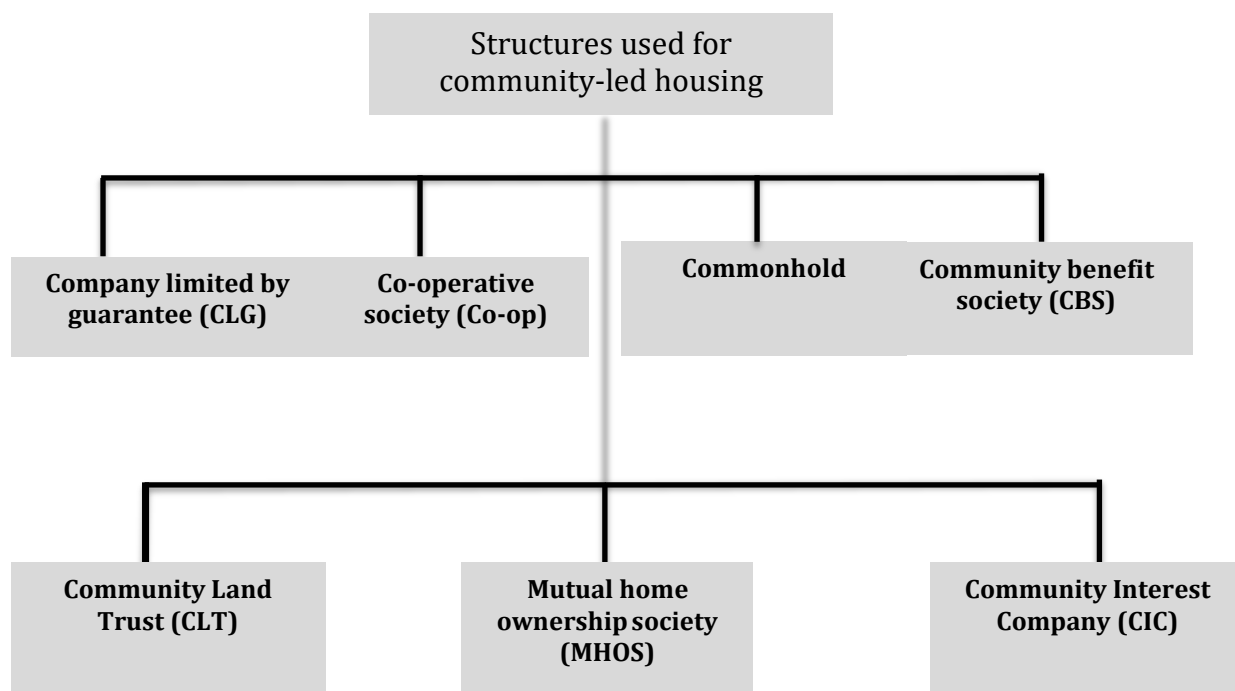 Structures used for
community-led housing
Company limited by
guarantee (CLG)
Co-operative
society (Co-op)
Commonhold
Community benefit
society (CBS)
Community Land
Trust (CLT)
Mutual home
ownership society
(MHOS)
Community Interest
Company (CIC)